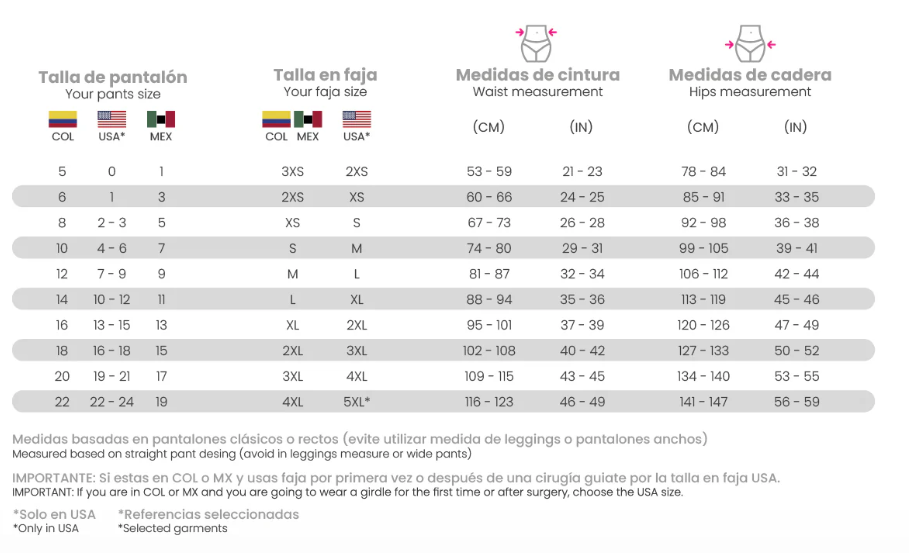 Talla de pantalón Talla en faja Medidas de cintura Medidas de cadera
Your pants size Your faja size Waist measurement Hips measurement
COL USA* MEX COL MEX USA* (CM) (IN) (CM) (IN)
5 0 1 3XS 2XS 53 - 59 21 - 23 78 - 84 31 - 32
6 1 3 2XS XS 60 - 66 24 - 25 85 - 91 33 - 35
8 2 - 3 5 XS S 67 - 73 26 - 28 92 - 98 36 - 38
10 4 - 6 7 S M 74 - 80 29 - 31 99 - 105 39 - 41
12 7 - 9 9 M L 81 - 87 32 - 34 106 - 112 42 - 44
14 10 - 12 11 L XL 88 - 94 35 - 36 113 - 119 45 - 46
16 13 - 15 13 XL 2XL 95 - 101 37 - 39 120 - 126 47 - 49
18 16 - 18 15 2XL 3XL 102 - 108 40 - 42 127 - 133 50 - 52
20 19 - 21 17 3XL 4XL 109 - 115 43 - 45 134 - 140 53 - 55
22 22 - 24 19 4XL 5XL* 116 - 123 46 - 49 141 - 147 56 - 59
Medidas basadas en pantalones clásicos o rectos (evite utilizar medida de leggings o pantalones anchos)
Measured based on straight pant desing (avoid in leggings measure or wide pants)
IMPORTANTE: Si estas en COL o MX y usas faja por primera vez o después de una cirugía guiate por la talla en faja USA.
IMPORTANT: If you are in COL or MX and you are going to wear a girdle for the first time or after surgery, choose the USA size.
*Solo en USA *Referencias seleccionadas
*Only in USA *Selected garments